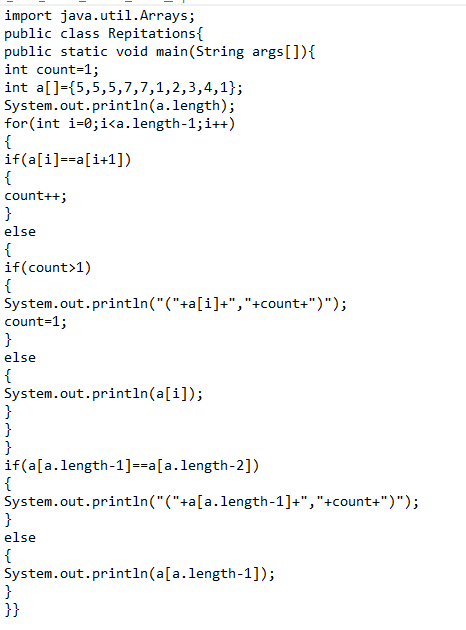 import java.util.Arrays;
public class Repitations{
public static void main(String args[]){
int count=1;
int a[]={5,5,5,7,7,1,2,3,4,1};
System.out.println(a.length);
for(int i=0;i<a.length-1;i++)
{
if(a[i]==a[i+1])
{
count++;
}
else
{
if(count>1)
{
System.out.println("("+a[i]+","+count+")");
count=1;
}
else
{
System.out.println(a[i]);
}
}
}
if(a[a.length-1]==a[a.length-2])
{
System.out.println("("+a[a.length-1]+","+count+")");
}
else
{
System.out.println(a[a.length-1]);
}
}}